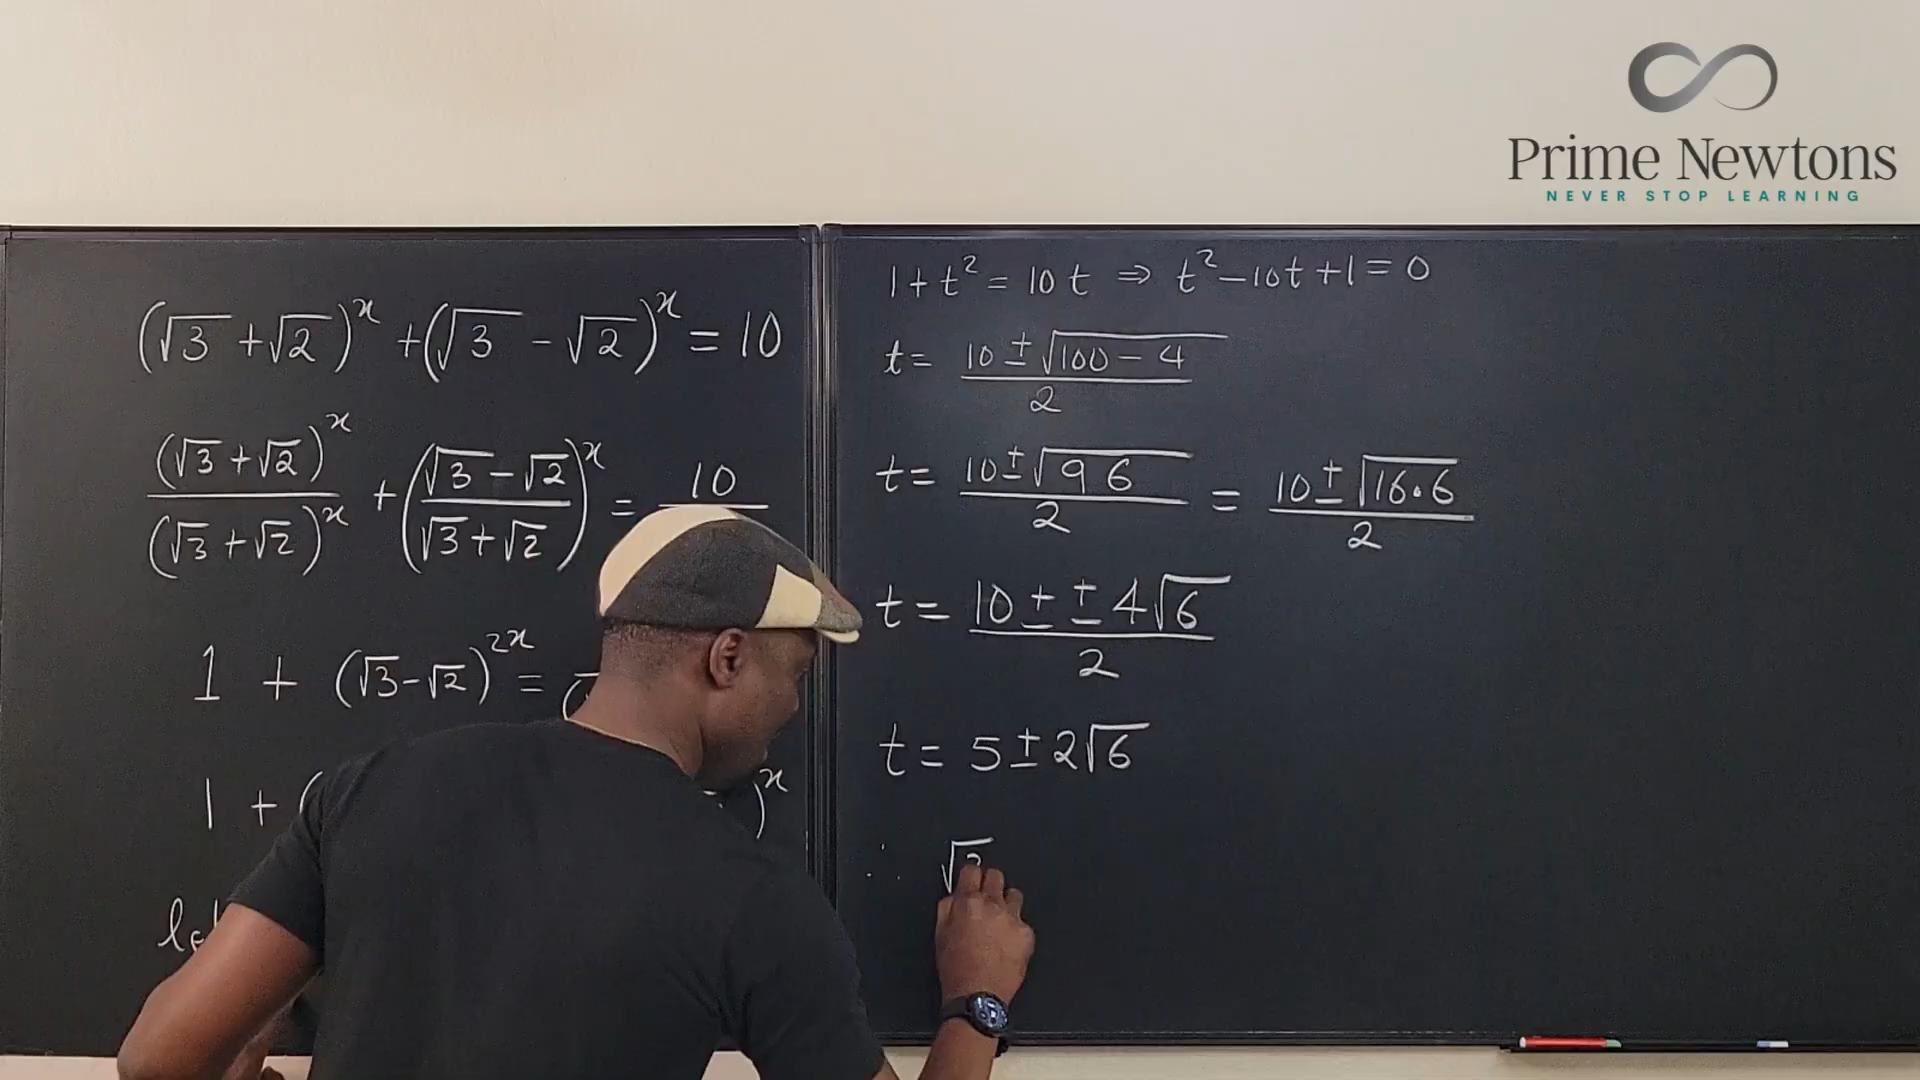 Prime Newtons
NEVER STOP LEARNING
(√3 + √2)^x + (√3 - √2)^x = 10
(√3 + √2)^x / (√3 + √2)^x + ((√3 - √2) / (√3 + √2))^x = 10
1 + (√3 - √2)^2x =
1 + ( )^x
1 + t² = 10t ⇒ t² - 10t + 1 = 0
t = (10 ± √(100 - 4)) / 2
t = (10 ± √96) / 2 = (10 ± √(16·6)) / 2
t = (10 ± ± 4√6) / 2
t = 5 ± 2√6
∴ √